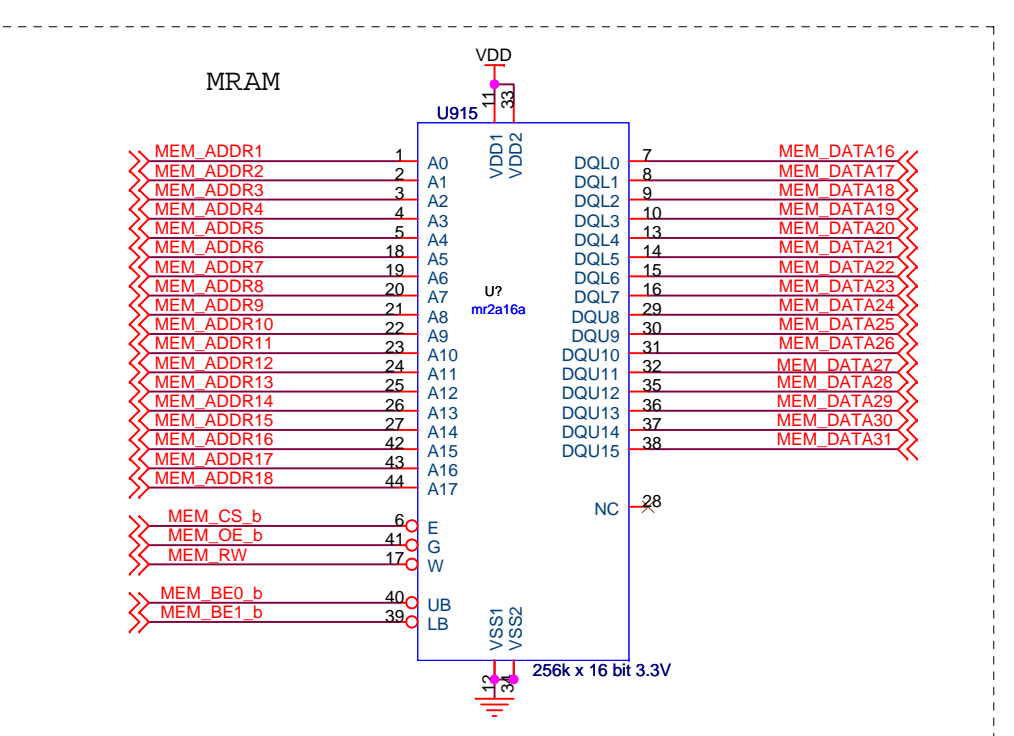 VDD
MRAM
11
33
U915
VDD1
VDD2
MEM_ADDR1 1 A0 DQL0 7 MEM_DATA16
MEM_ADDR2 2 A1 DQL1 8 MEM_DATA17
MEM_ADDR3 3 A2 DQL2 9 MEM_DATA18
MEM_ADDR4 4 A3 DQL3 10 MEM_DATA19
MEM_ADDR5 5 A4 DQL4 13 MEM_DATA20
MEM_ADDR6 18 A5 DQL5 14 MEM_DATA21
MEM_ADDR7 19 A6 DQL6 15 MEM_DATA22
MEM_ADDR8 20 A7 U? DQL7 16 MEM_DATA23
MEM_ADDR9 21 A8 mr2a16a DQU8 29 MEM_DATA24
MEM_ADDR10 22 A9 DQU9 30 MEM_DATA25
MEM_ADDR11 23 A10 DQU10 31 MEM_DATA26
MEM_ADDR12 24 A11 DQU11 32 MEM_DATA27
MEM_ADDR13 25 A12 DQU12 35 MEM_DATA28
MEM_ADDR14 26 A13 DQU13 36 MEM_DATA29
MEM_ADDR15 27 A14 DQU14 37 MEM_DATA30
MEM_ADDR16 42 A15 DQU15 38 MEM_DATA31
MEM_ADDR17 43 A16
MEM_ADDR18 44 A17
NC 28
MEM_CS_b 6 E
MEM_OE_b 41 G
MEM_RW 17 W
MEM_BE0_b 40 UB
MEM_BE1_b 39 LB
VSS1
VSS2
256k x 16 bit 3.3V
12
34